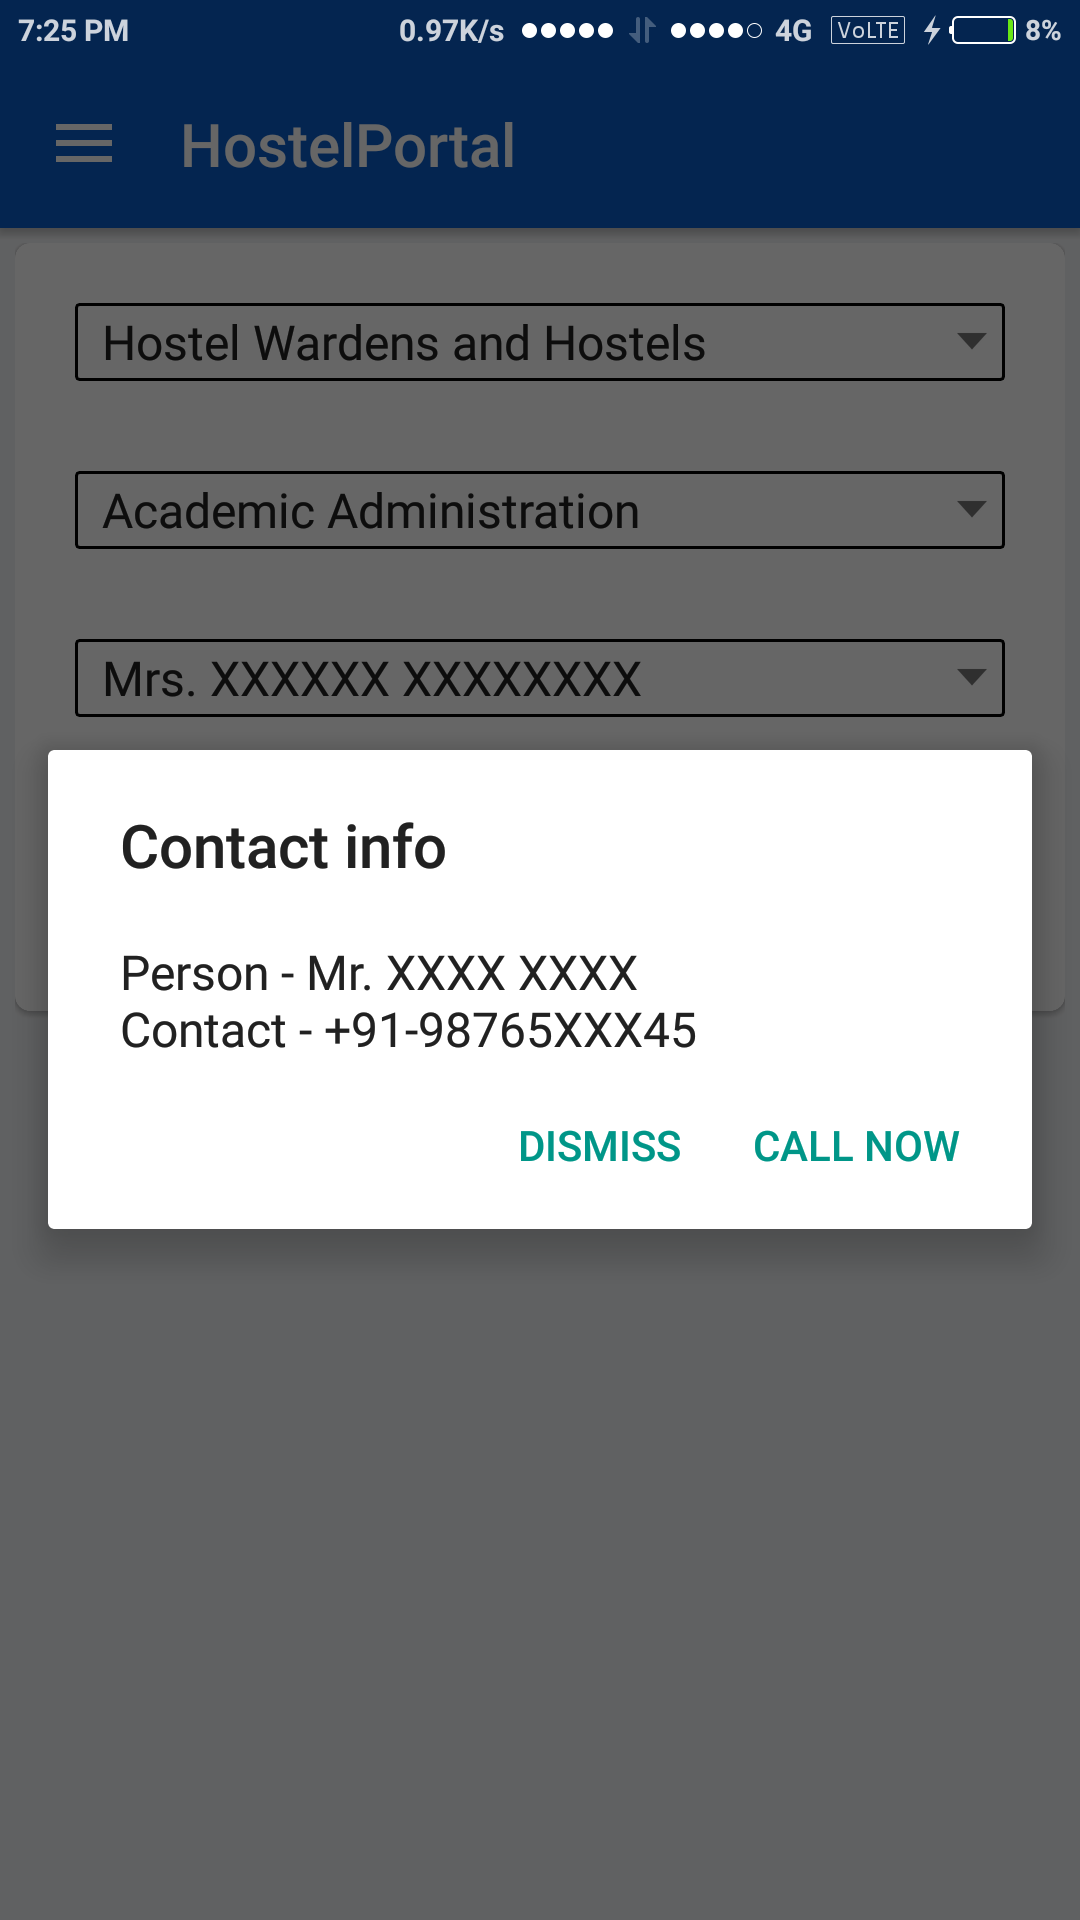 7:25 PM 0.97K/s 4G VoLTE 8%
HostelPortal
Hostel Wardens and Hostels
Academic Administration
Mrs. XXXXXX XXXXXXXX
Contact info
Person - Mr. XXXX XXXX
Contact - +91-98765XXX45
DISMISS CALL NOW